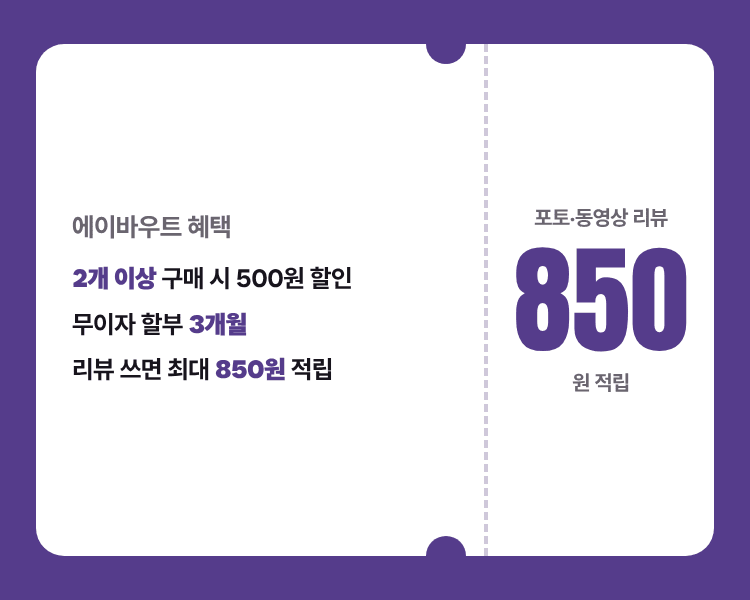 에이바우트 혜택
2개 이상 구매 시 500원 할인
무이자 할부 3개월
리뷰 쓰면 최대 850원 적립
포토·동영상 리뷰
850
원 적립